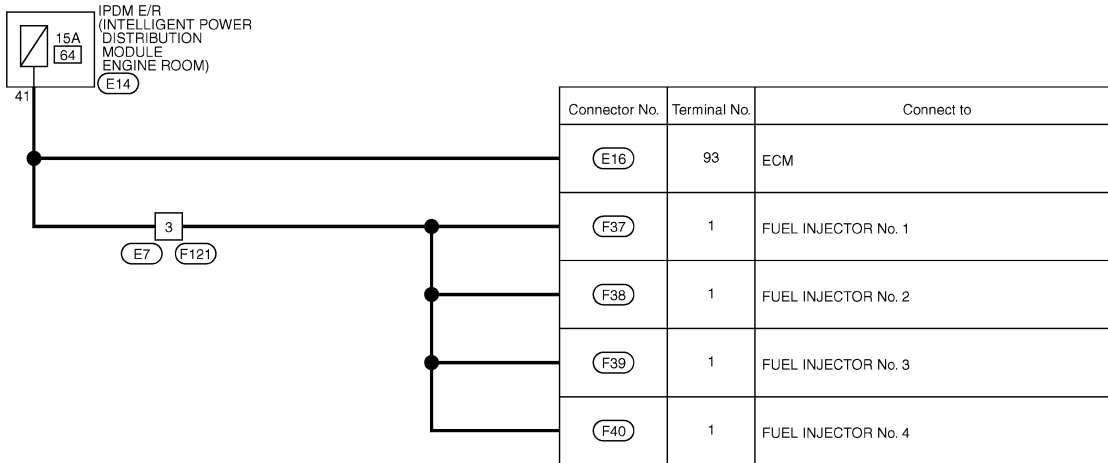 IPDM E/R
(INTELLIGENT POWER
DISTRIBUTION
MODULE
ENGINE ROOM)
15A
64
E14
41
Connector No. Terminal No. Connect to
E16 93 ECM
3
E7 F121
F37 1 FUEL INJECTOR No. 1
F38 1 FUEL INJECTOR No. 2
F39 1 FUEL INJECTOR No. 3
F40 1 FUEL INJECTOR No. 4